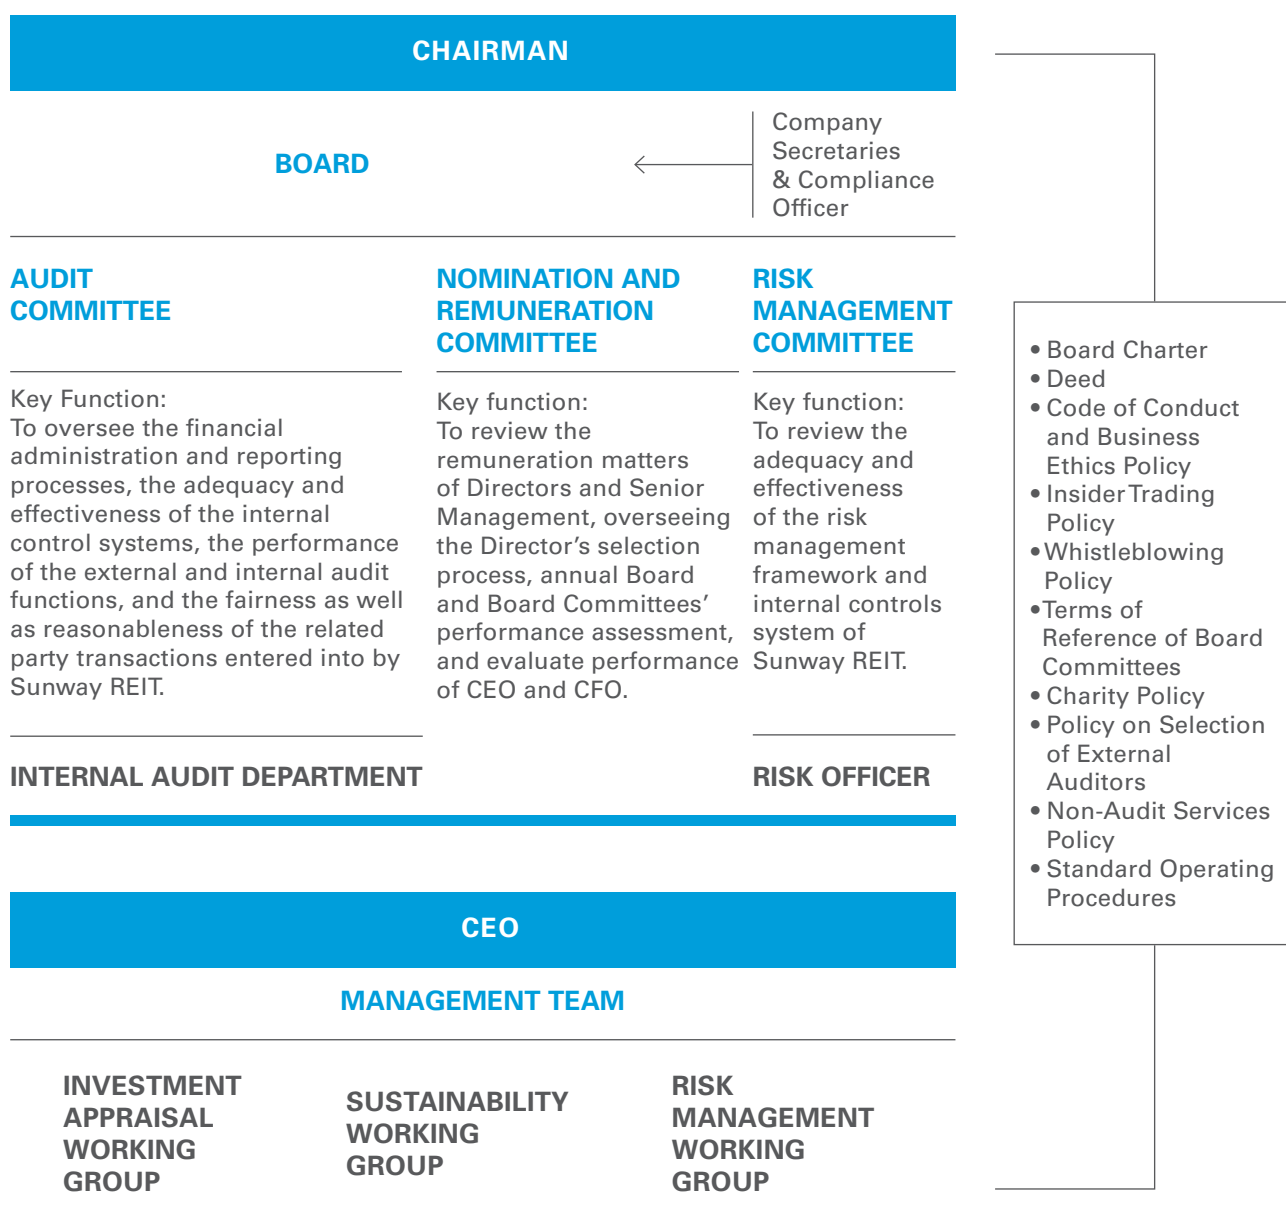 CHAIRMAN
BOARD
Company
Secretaries
& Compliance
Officer
AUDIT
COMMITTEE
Key Function:
To oversee the financial
administration and reporting
processes, the adequacy and
effectiveness of the internal
control systems, the performance
of the external and internal audit
functions, and the fairness as well
as reasonableness of the related
party transactions entered into by
Sunway REIT.
INTERNAL AUDIT DEPARTMENT
NOMINATION AND
REMUNERATION
COMMITTEE
Key function:
To review the
remuneration matters
of Directors and Senior
Management, overseeing
the Director’s selection
process, annual Board
and Board Committees’
performance assessment,
and evaluate performance
of CEO and CFO.
RISK
MANAGEMENT
COMMITTEE
Key function:
To review the
adequacy and
effectiveness
of the risk
management
framework and
internal controls
system of
Sunway REIT.
RISK OFFICER
• Board Charter
• Deed
• Code of Conduct
and Business
Ethics Policy
• Insider Trading
Policy
• Whistleblowing
Policy
• Terms of
Reference of Board
Committees
• Charity Policy
• Policy on Selection
of External
Auditors
• Non-Audit Services
Policy
• Standard Operating
Procedures
CEO
MANAGEMENT TEAM
INVESTMENT
APPRAISAL
WORKING
GROUP
SUSTAINABILITY
WORKING
GROUP
RISK
MANAGEMENT
WORKING
GROUP